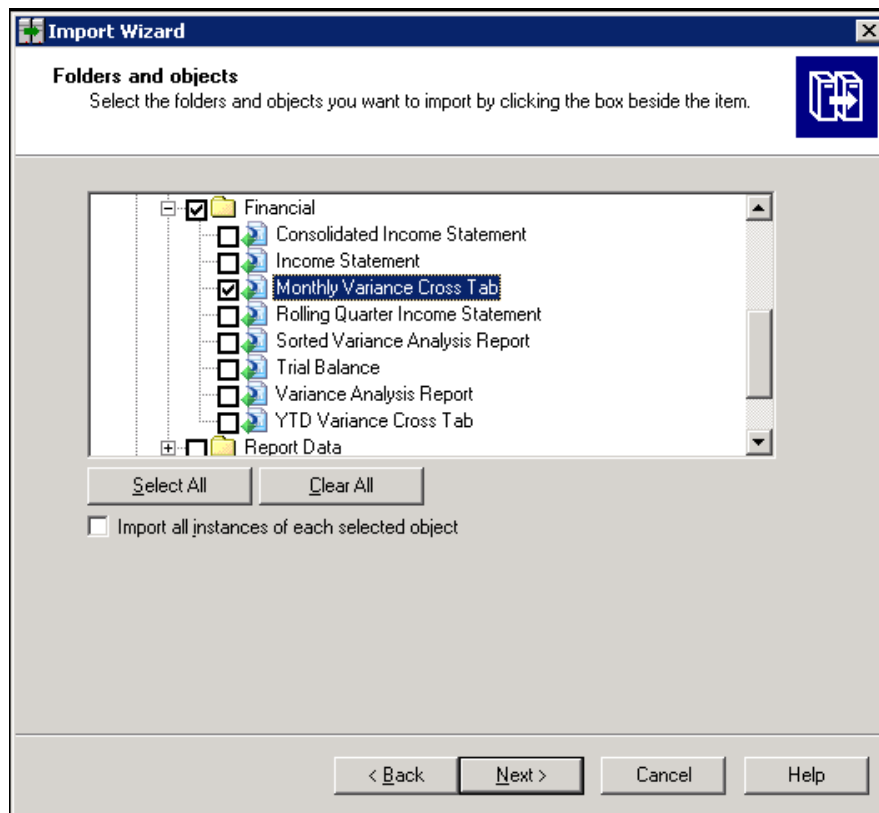 Import Wizard
Folders and objects
Select the folders and objects you want to import by clicking the box beside the item.
Financial
Consolidated Income Statement
Income Statement
Monthly Variance Cross Tab
Rolling Quarter Income Statement
Sorted Variance Analysis Report
Trial Balance
Variance Analysis Report
YTD Variance Cross Tab
Report Data
Select All Clear All
Import all instances of each selected object
< Back Next > Cancel Help